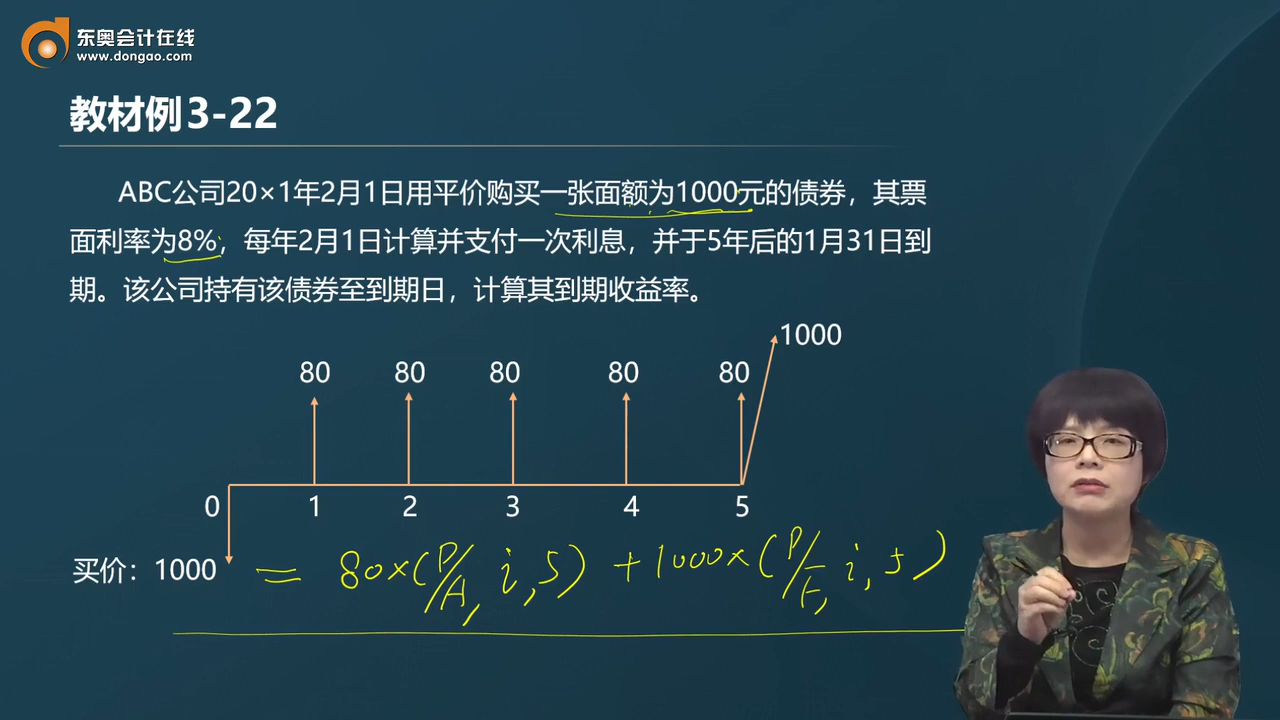 东奥会计在线
www.dongao.com
教材例3-22
ABC公司20×1年2月1日用平价购买一张面额为1000元的债券，其票
面利率为8%，每年2月1日计算并支付一次利息，并于5年后的1月31日到
期。该公司持有该债券至到期日，计算其到期收益率。
1000
80 80 80 80 80
0 1 2 3 4 5
买价：1000 = 80×(P/A, i, 5) + 1000×(P/F, i, 5)